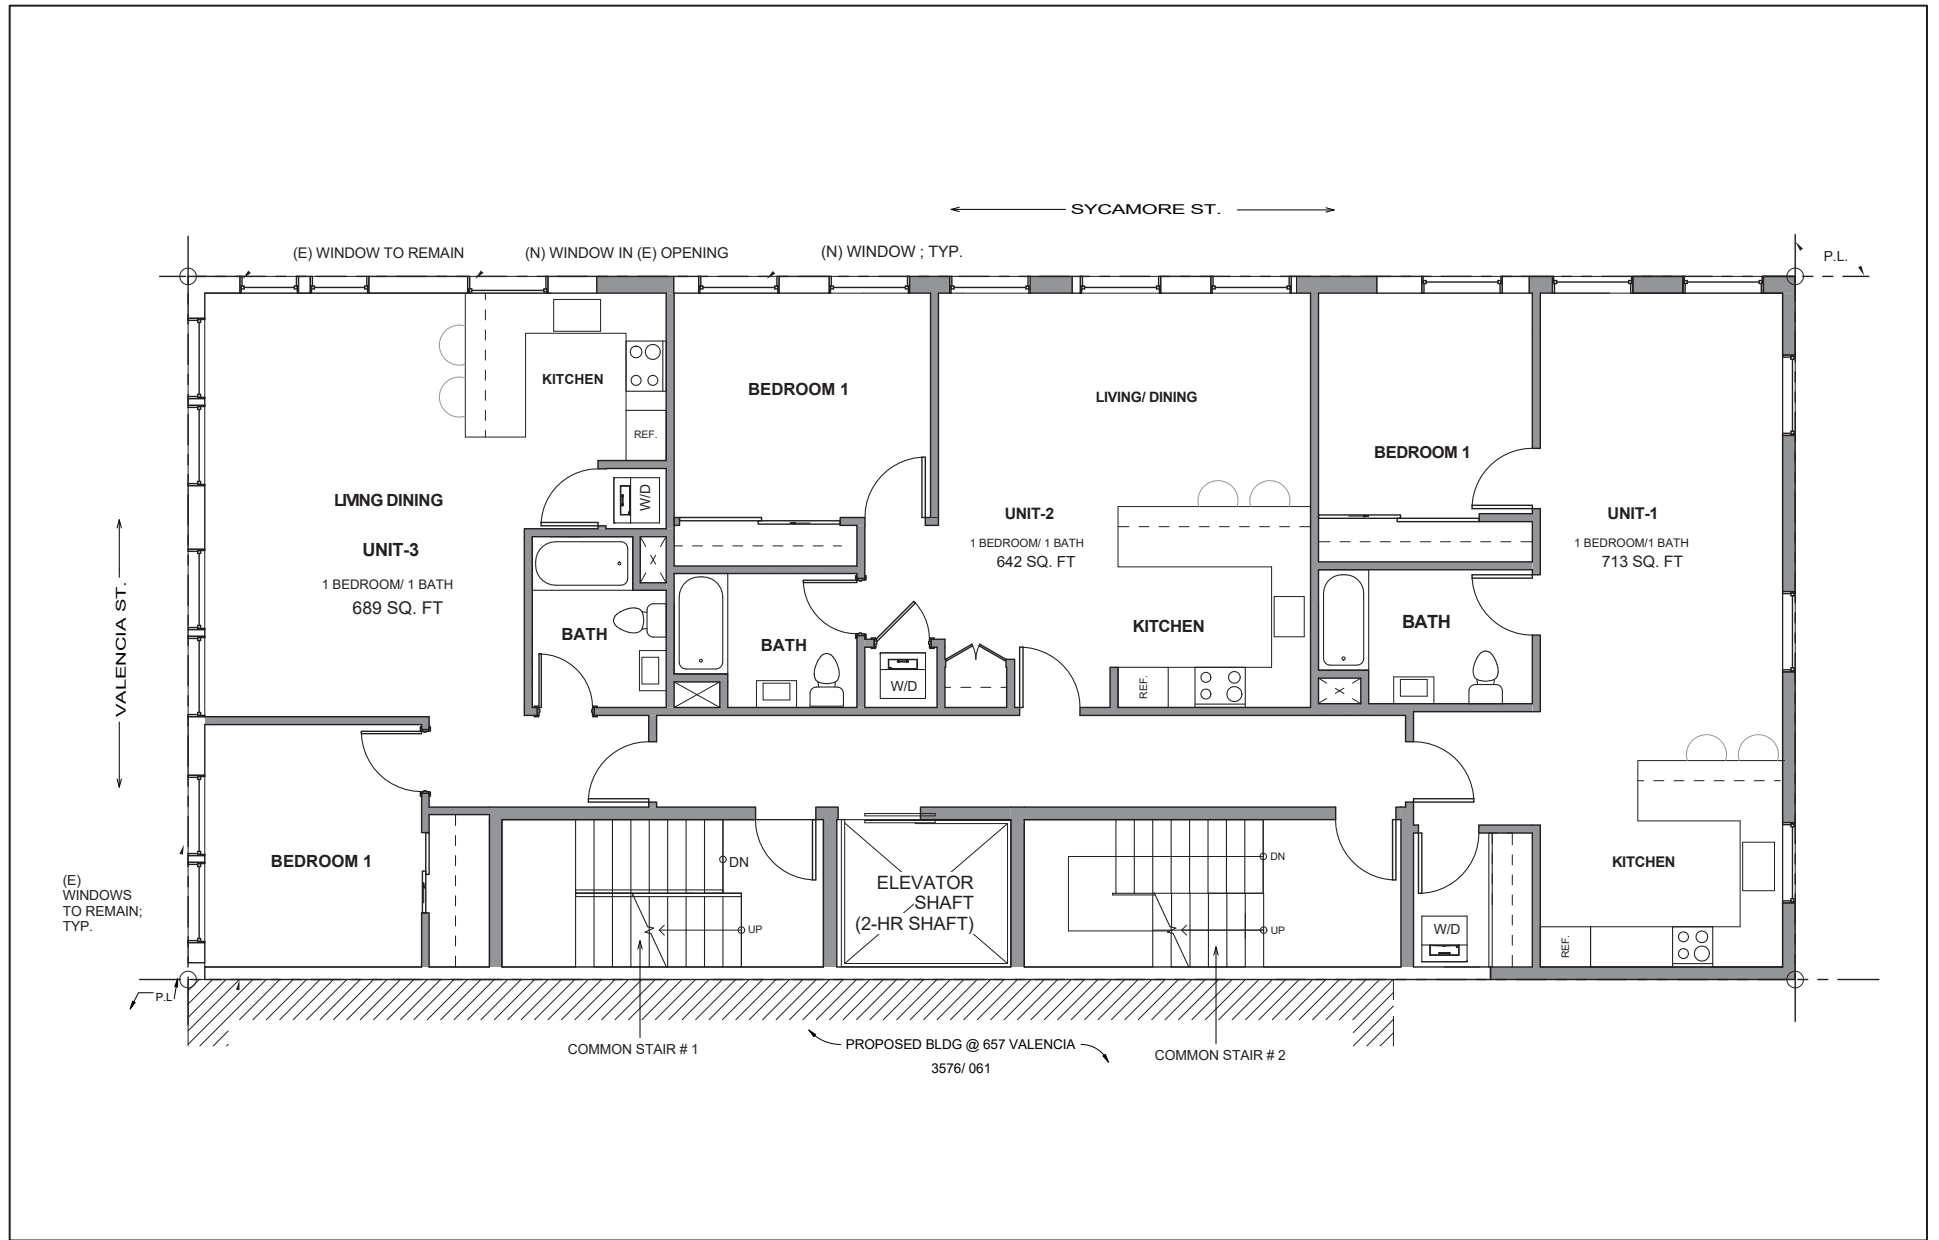 SYCAMORE ST.
(E) WINDOW TO REMAIN
(N) WINDOW IN (E) OPENING
(N) WINDOW ; TYP.
P.L.
KITCHEN
REF.
BEDROOM 1
LIVING/ DINING
BEDROOM 1
W/D
LIVING DINING
UNIT-3
1 BEDROOM/ 1 BATH
689 SQ. FT
X
UNIT-2
1 BEDROOM/ 1 BATH
642 SQ. FT
UNIT-1
1 BEDROOM/1 BATH
713 SQ. FT
VALENCIA ST.
BATH
BATH
W/D
KITCHEN
REF.
BATH
X
BEDROOM 1
DN
UP
ELEVATOR
SHAFT
(2-HR SHAFT)
DN
UP
KITCHEN
W/D
REF.
(E)
WINDOWS
TO REMAIN;
TYP.
P.L
COMMON STAIR # 1
PROPOSED BLDG @ 657 VALENCIA
3576/ 061
COMMON STAIR # 2